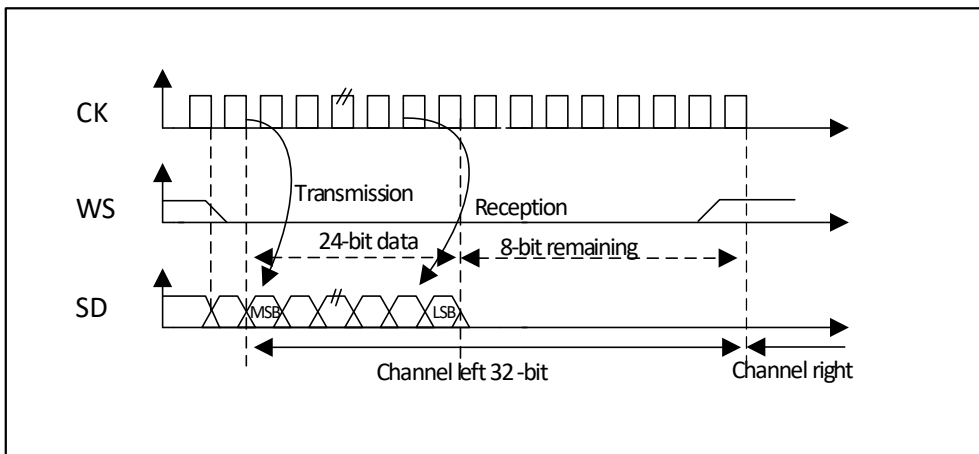 CK
WS
Transmission
Reception
24-bit data
8-bit remaining
SD
MSB
LSB
Channel left 32-bit
Channel right